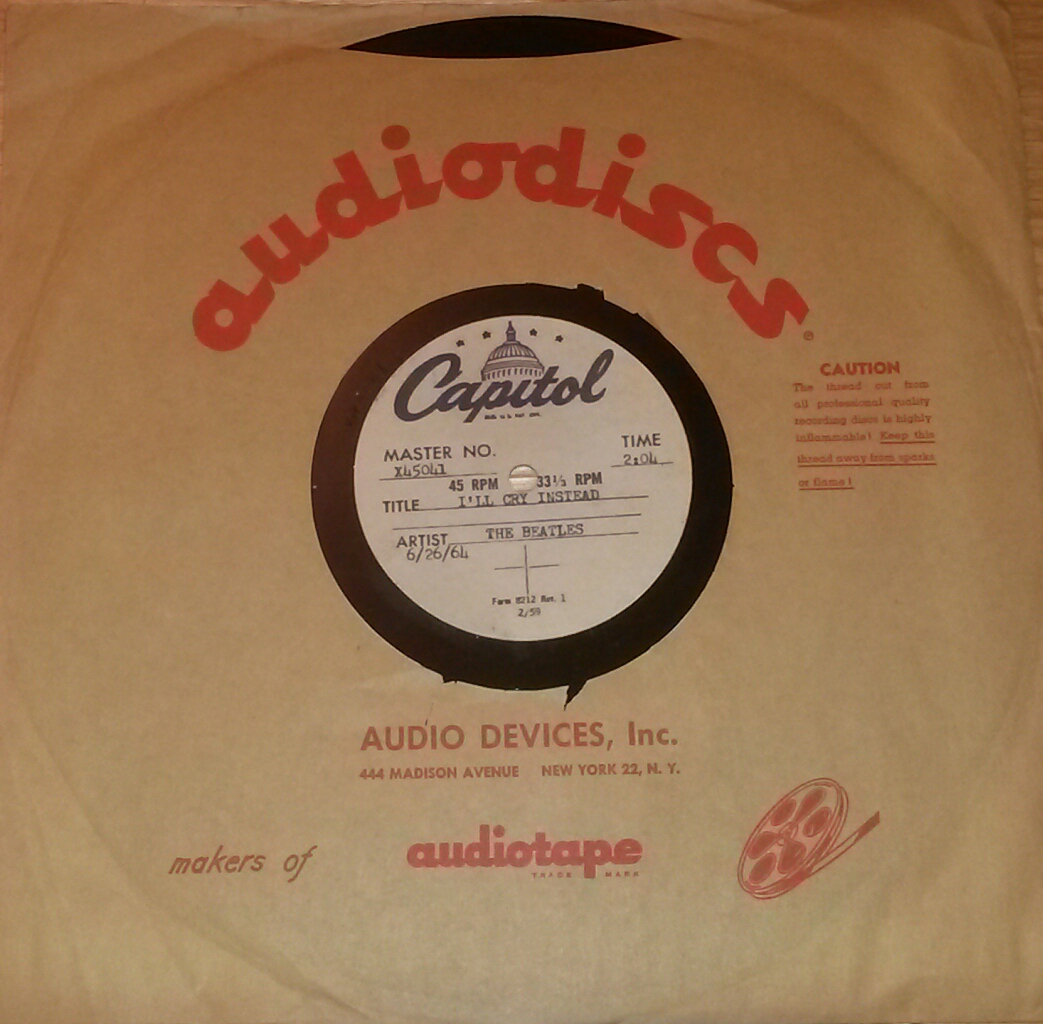 audiodiscs®
CAUTION
The thread cut from
all professional quality
recording discs is highly
inflammable! Keep this
thread away from sparks
or flame!
Capitol
MASTER NO.
X45041
TIME
2:04
45 RPM 33⅓ RPM
TITLE I'LL CRY INSTEAD
ARTIST THE BEATLES
6/26/64
Form 8212 Rev. 1
2/59
AUDIO DEVICES, Inc.
444 MADISON AVENUE NEW YORK 22, N. Y.
makers of audiotape
TRADE MARK